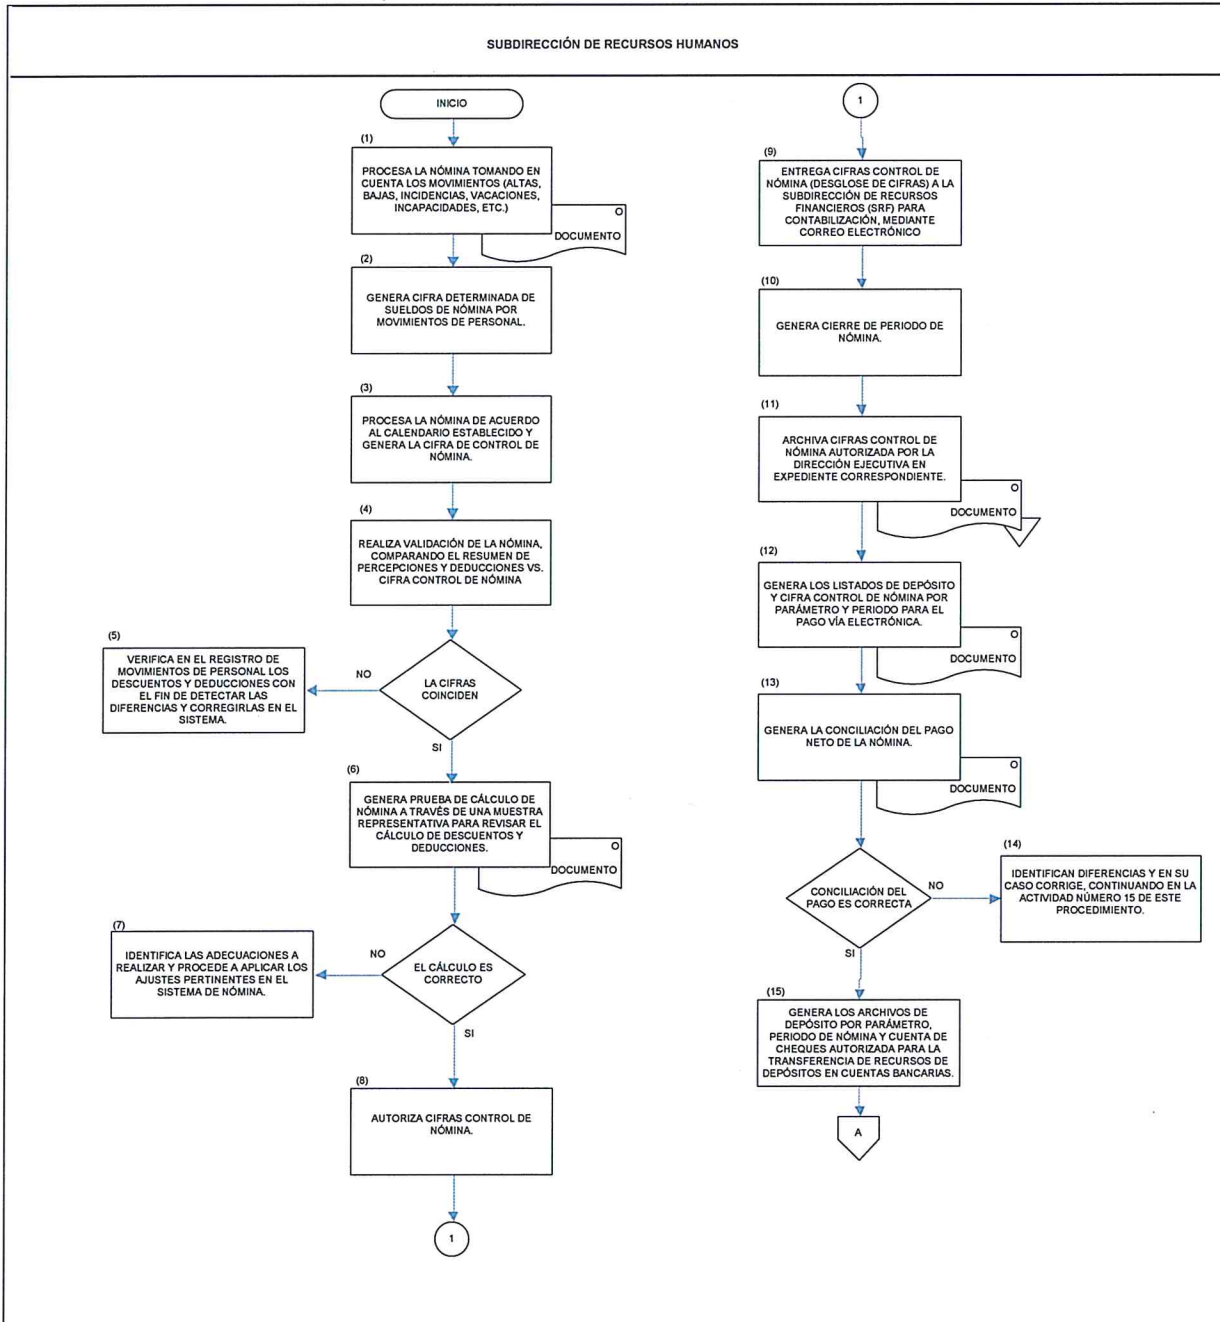 SUBDIRECCIÓN DE RECURSOS HUMANOS
INICIO
(1)
PROCESA LA NÓMINA TOMANDO EN
CUENTA LOS MOVIMIENTOS (ALTAS,
BAJAS, INCIDENCIAS, VACACIONES,
INCAPACIDADES, ETC.)
O
DOCUMENTO
(2)
GENERA CIFRA DETERMINADA DE
SUELDOS DE NÓMINA POR
MOVIMIENTOS DE PERSONAL.
(3)
PROCESA LA NÓMINA DE ACUERDO
AL CALENDARIO ESTABLECIDO Y
GENERA LA CIFRA DE CONTROL DE
NÓMINA.
(4)
REALIZA VALIDACIÓN DE LA NÓMINA,
COMPARANDO EL RESUMEN DE
PERCEPCIONES Y DEDUCCIONES VS.
CIFRA CONTROL DE NÓMINA
LA CIFRAS
COINCIDEN
NO
(5)
VERIFICA EN EL REGISTRO DE
MOVIMIENTOS DE PERSONAL LOS
DESCUENTOS Y DEDUCCIONES CON
EL FIN DE DETECTAR LAS
DIFERENCIAS Y CORREGIRLAS EN EL
SISTEMA.
SI
(6)
GENERA PRUEBA DE CÁLCULO DE
NÓMINA A TRAVÉS DE UNA MUESTRA
REPRESENTATIVA PARA REVISAR EL
CÁLCULO DE DESCUENTOS Y
DEDUCCIONES.
O
DOCUMENTO
EL CÁLCULO ES
CORRECTO
NO
(7)
IDENTIFICA LAS ADECUACIONES A
REALIZAR Y PROCEDE A APLICAR LOS
AJUSTES PERTINENTES EN EL
SISTEMA DE NÓMINA.
SI
(8)
AUTORIZA CIFRAS CONTROL DE
NÓMINA.
1
1
(9)
ENTREGA CIFRAS CONTROL DE
NÓMINA (DESGLOSE DE CIFRAS) A LA
SUBDIRECCIÓN DE RECURSOS
FINANCIEROS (SRF) PARA
CONTABILIZACIÓN, MEDIANTE
CORREO ELECTRÓNICO
(10)
GENERA CIERRE DE PERIODO DE
NÓMINA.
(11)
ARCHIVA CIFRAS CONTROL DE
NÓMINA AUTORIZADA POR LA
DIRECCIÓN EJECUTIVA EN
EXPEDIENTE CORRESPONDIENTE.
O
DOCUMENTO
(12)
GENERA LOS LISTADOS DE DEPÓSITO
Y CIFRA CONTROL DE NÓMINA POR
PARÁMETRO Y PERIODO PARA EL
PAGO VÍA ELECTRÓNICA.
O
DOCUMENTO
(13)
GENERA LA CONCILIACIÓN DEL PAGO
NETO DE LA NÓMINA.
O
DOCUMENTO
CONCILIACIÓN DEL
PAGO ES CORRECTA
NO
(14)
IDENTIFICAN DIFERENCIAS Y EN SU
CASO CORRIGE, CONTINUANDO EN LA
ACTIVIDAD NÚMERO 15 DE ESTE
PROCEDIMIENTO.
SI
(15)
GENERA LOS ARCHIVOS DE
DEPÓSITO POR PARÁMETRO,
PERIODO DE NÓMINA Y CUENTA DE
CHEQUES AUTORIZADA PARA LA
TRANSFERENCIA DE RECURSOS DE
DEPÓSITOS EN CUENTAS BANCARIAS.
A